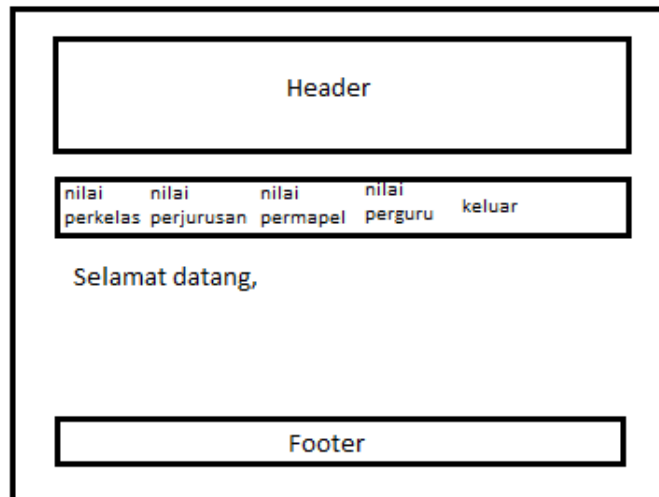 Header
nilai perkelas
nilai perjurusan
nilai permapel
nilai perguru
keluar
Selamat datang,
Footer